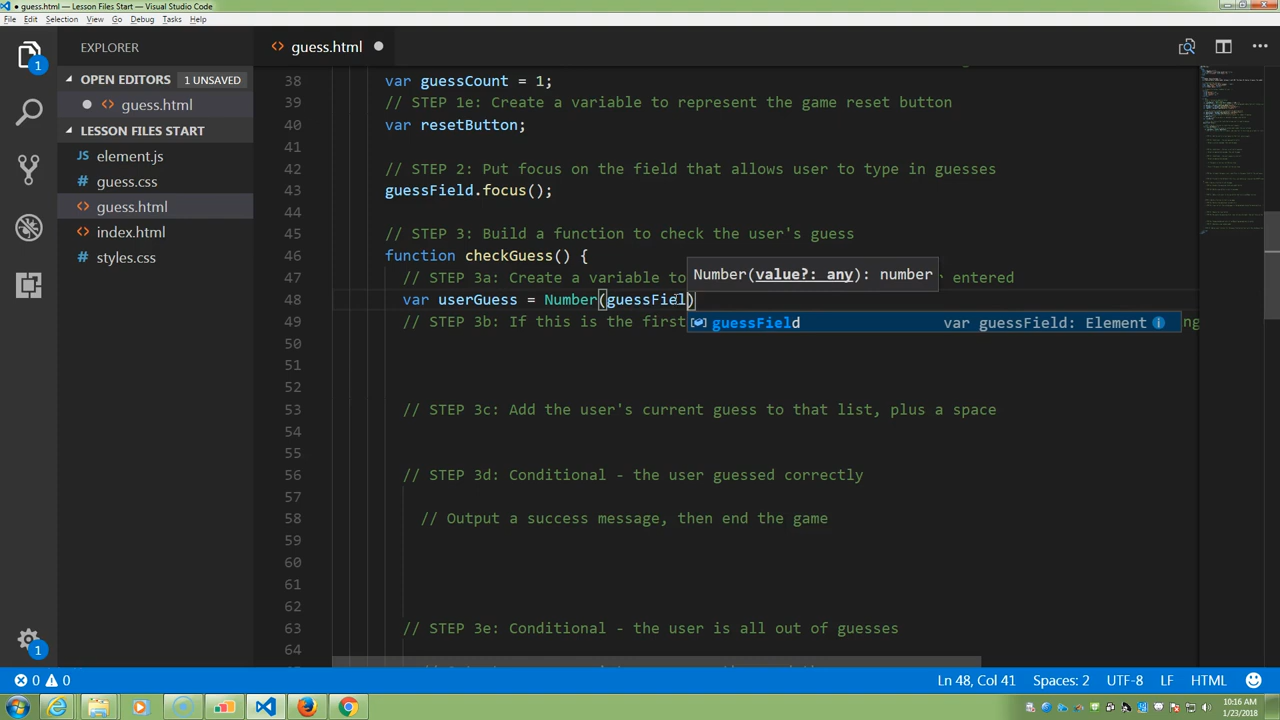 guess.html — Lesson Files Start — Visual Studio Code
File Edit Selection View Go Debug Tasks Help
EXPLORER
guess.html
OPEN EDITORS 1 UNSAVED
guess.html
LESSON FILES START
JS element.js
# guess.css
guess.html
index.html
# styles.css
1
1
38 var guessCount = 1;
39 // STEP 1e: Create a variable to represent the game reset button
40 var resetButton;
41
42 // STEP 2: Put focus on the field that allows user to type in guesses
43 guessField.focus();
44
45 // STEP 3: Build a function to check the user's guess
46 function checkGuess() {
47 // STEP 3a: Create a variable to r entered
Number(value?: any): number
48 var userGuess = Number(guessFiel)
49 // STEP 3b: If this is the first ng
guessField var guessField: Element
50
51
52
53 // STEP 3c: Add the user's current guess to that list, plus a space
54
55
56 // STEP 3d: Conditional - the user guessed correctly
57
58 // Output a success message, then end the game
59
60
61
62
63 // STEP 3e: Conditional - the user is all out of guesses
64
0 0 Ln 48, Col 41 Spaces: 2 UTF-8 LF HTML
10:16 AM
1/23/2018